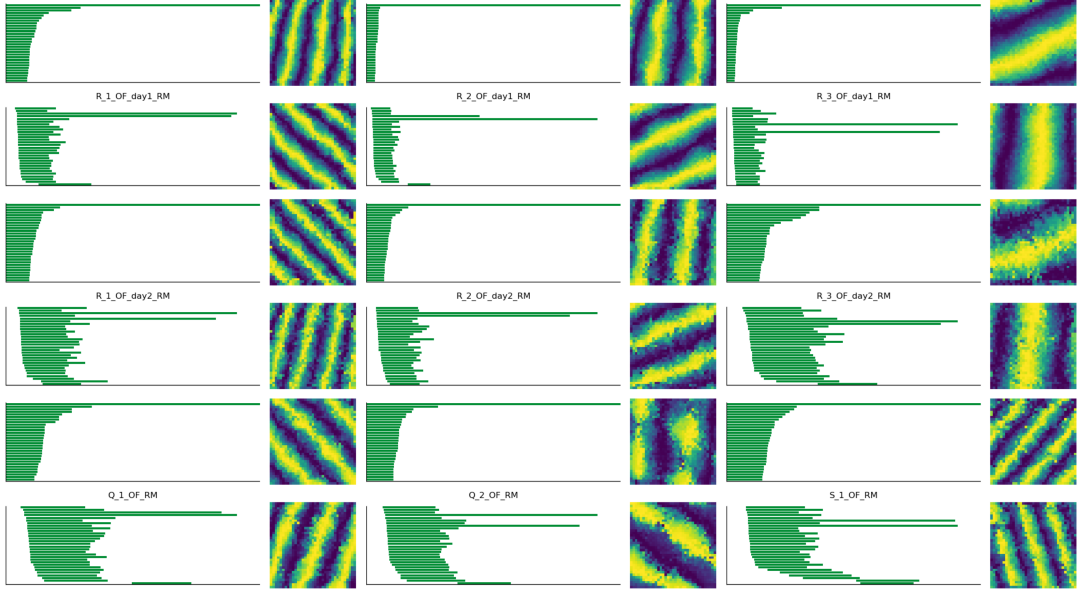 R_1_OF_day1_RM
R_2_OF_day1_RM
R_3_OF_day1_RM
R_1_OF_day2_RM
R_2_OF_day2_RM
R_3_OF_day2_RM
Q_1_OF_RM
Q_2_OF_RM
S_1_OF_RM